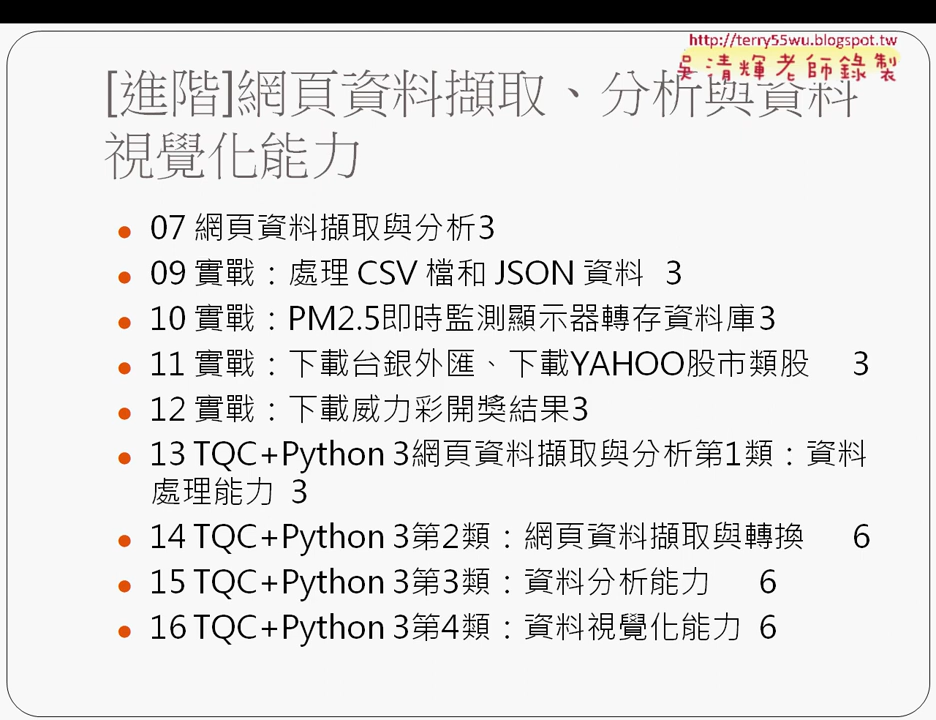 http://terry55wu.blogspot.tw
吳清輝老師錄製
[進階]網頁資料擷取、分析與資料
視覺化能力
07 網頁資料擷取與分析3
09 實戰：處理 CSV 檔和 JSON 資料 3
10 實戰：PM2.5即時監測顯示器轉存資料庫3
11 實戰：下載台銀外匯、下載YAHOO股市類股 3
12 實戰：下載威力彩開獎結果3
13 TQC+Python 3網頁資料擷取與分析第1類：資料
處理能力 3
14 TQC+Python 3第2類：網頁資料擷取與轉換 6
15 TQC+Python 3第3類：資料分析能力 6
16 TQC+Python 3第4類：資料視覺化能力 6